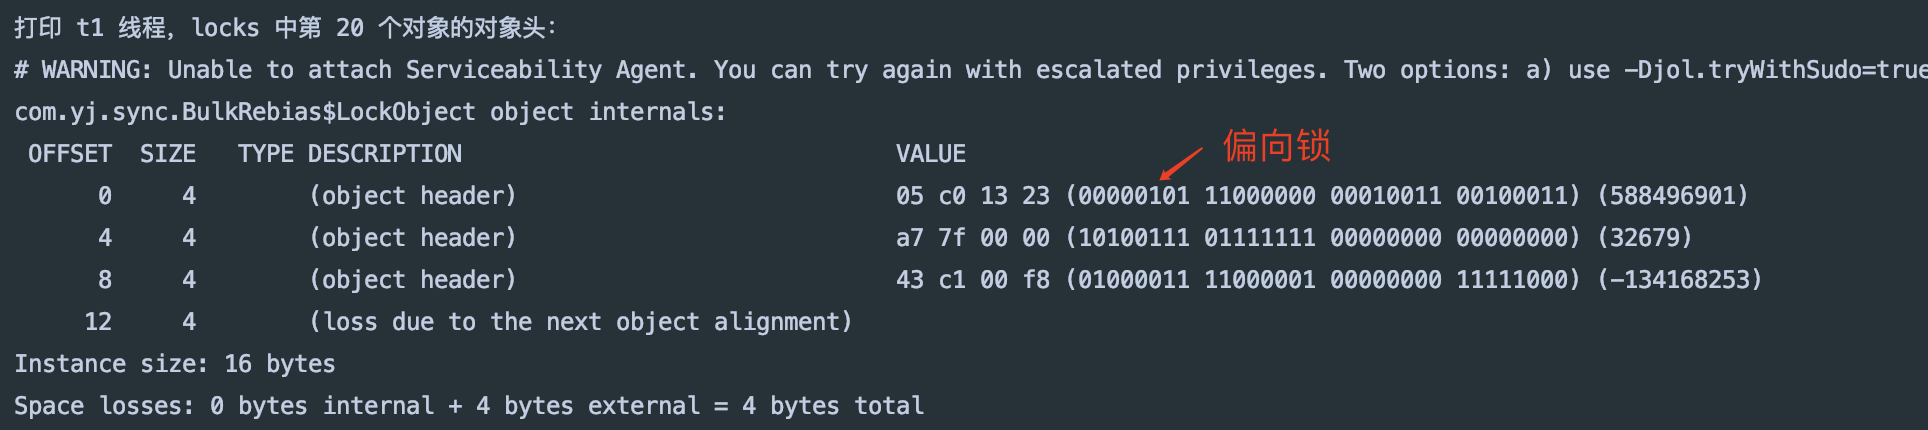 打印 t1 线程，locks 中第 20 个对象的对象头：
# WARNING: Unable to attach Serviceability Agent. You can try again with escalated privileges. Two options: a) use -Djol.tryWithSudo=true
com.yj.sync.BulkRebias$LockObject object internals:
偏向锁
OFFSET SIZE TYPE DESCRIPTION VALUE
0 4 (object header) 05 c0 13 23 (00000101 11000000 00010011 00100011) (588496901)
4 4 (object header) a7 7f 00 00 (10100111 01111111 00000000 00000000) (32679)
8 4 (object header) 43 c1 00 f8 (01000011 11000001 00000000 11111000) (-134168253)
12 4 (loss due to the next object alignment)
Instance size: 16 bytes
Space losses: 0 bytes internal + 4 bytes external = 4 bytes total